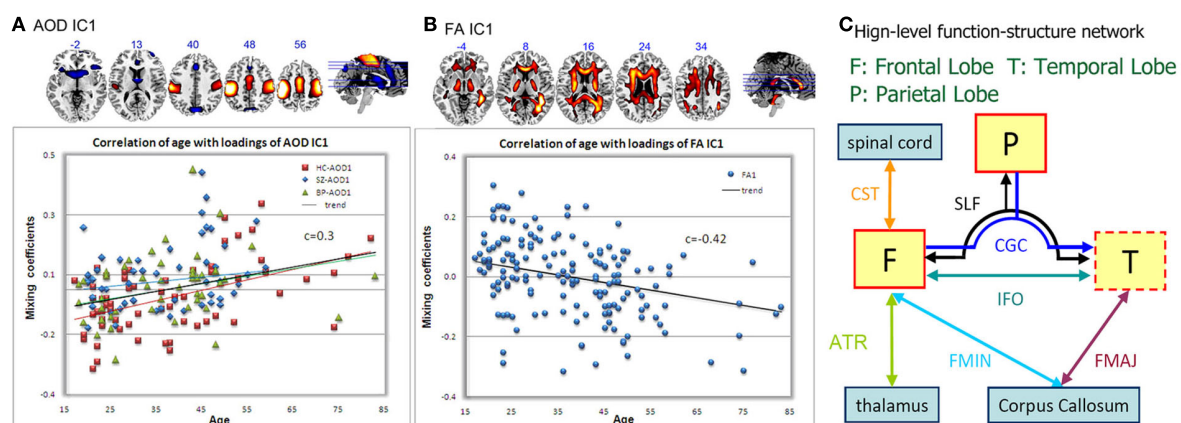 A AOD IC1
-2 13 40 48 56
Correlation of age with loadings of AOD IC1
Mixing coefficients
0.5
0.3
0.1
-0.2
-0.4
HC-AOD1
SZ-AOD1
BP-AOD1
trend
c=0.3
15 25 35 45 55 65 75 85
Age
B FA IC1
-4 8 16 24 34
Correlation of age with loadings of FA IC1
Mixing coefficients
0.4
0.2
0.0
-0.2
-0.4
FA1
trend
c=-0.42
15 25 35 45 55 65 75 85
Age
C Hign-level function-structure network
F: Frontal Lobe T: Temporal Lobe
P: Parietal Lobe
spinal cord
P
CST
SLF
F
CGC
T
IFO
ATR
FMIN
FMAJ
thalamus
Corpus Callosum